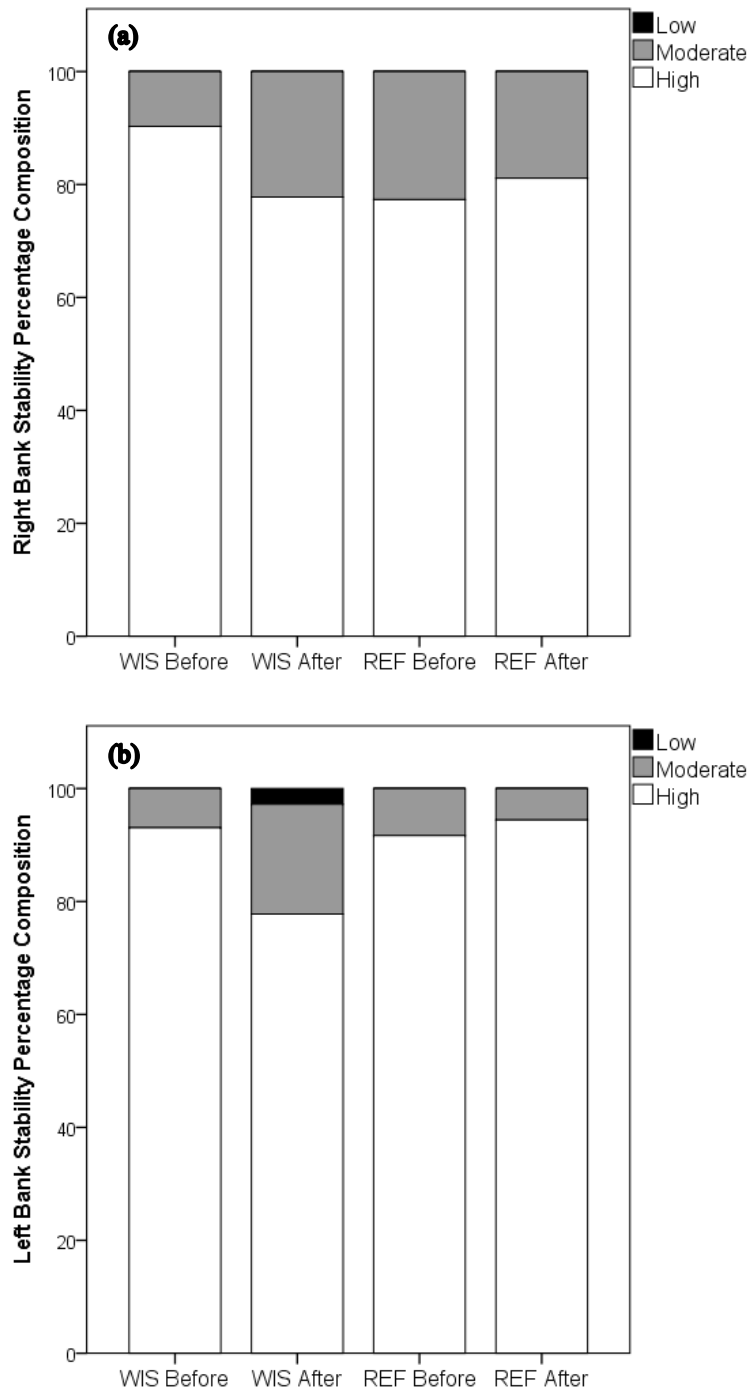 (a)
Low
Moderate
High
Right Bank Stability Percentage Composition
100
80
60
40
20
0
WIS Before WIS After REF Before REF After
(b)
Low
Moderate
High
Left Bank Stability Percentage Composition
100
80
60
40
20
0
WIS Before WIS After REF Before REF After